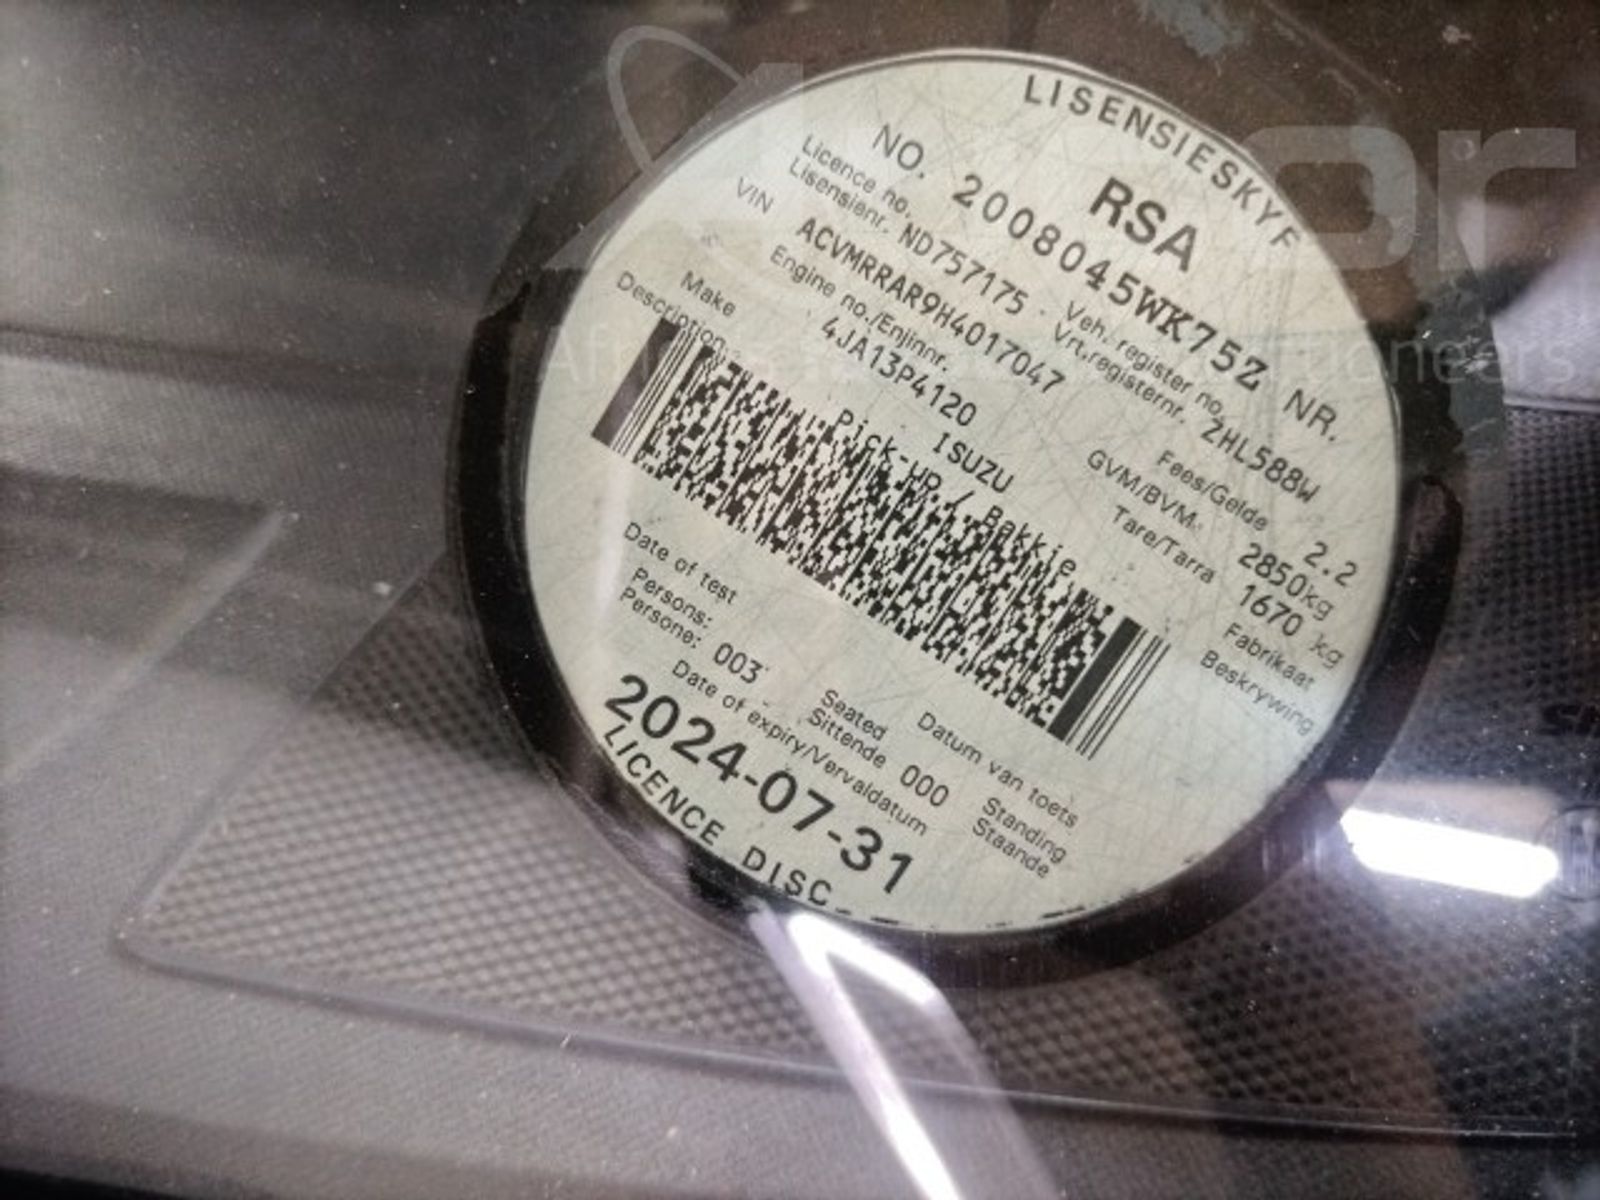 LISENSIESKYF
RSA
NO. 2008045WK75Z NR.
Licence no. Veh. register no.
Lisensienr. ND757175 Vrt.registernr. ZHL588W
VIN ACVMRRAR9H4017047 Fees/Gelde 2.2
Engine no./Enjinnr. GVM/BVM: 2850kg
4JA13P4120 Tare/Tarra 1670 kg
Make ISUZU Fabrikaat
Description Pick-up / Bakkie Beskrywing
Date of test Datum van toets
Persons: Seated Standing
Persone: 003 Sittende 000 Staande
Date of expiry/Vervaldatum
2024-07-31
LICENCE DISC